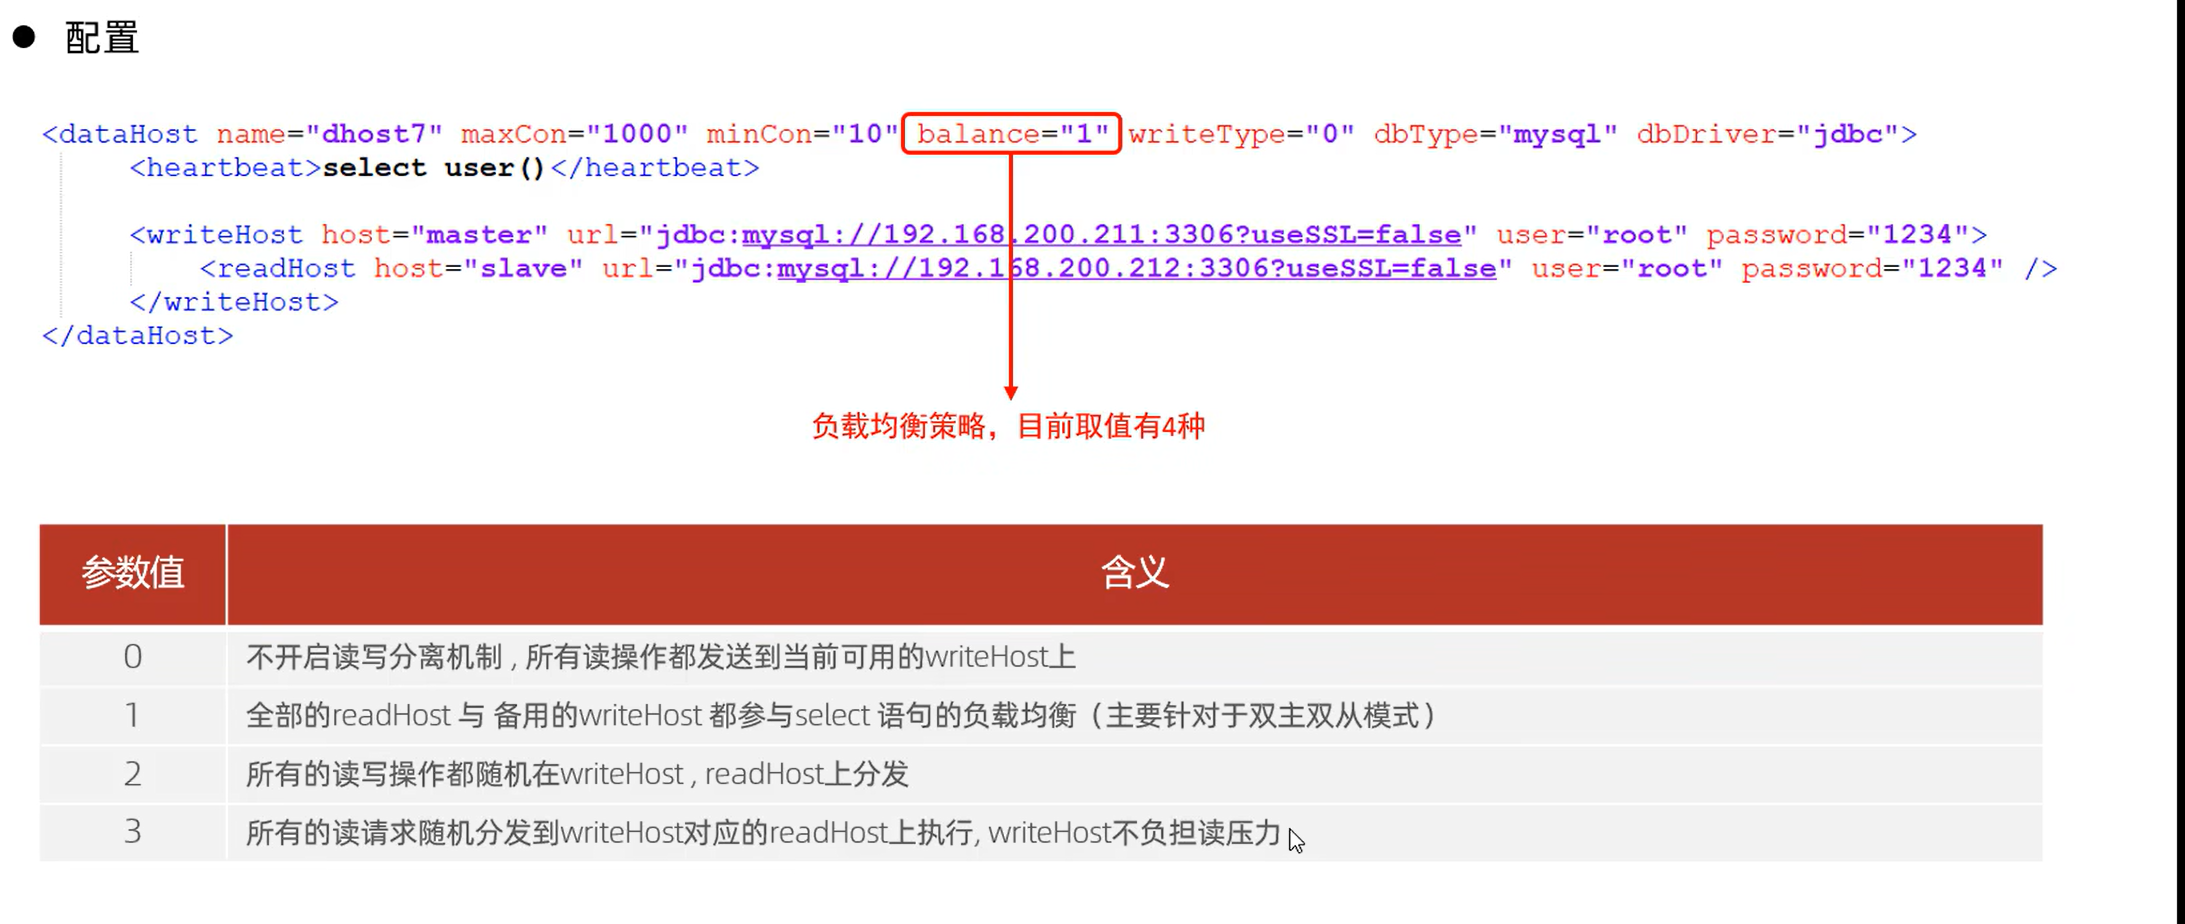 ● 配置
<dataHost name="dhost7" maxCon="1000" minCon="10" balance="1" writeType="0" dbType="mysql" dbDriver="jdbc">
<heartbeat>select user()</heartbeat>
<writeHost host="master" url="jdbc:mysql://192.168.200.211:3306?useSSL=false" user="root" password="1234">
<readHost host="slave" url="jdbc:mysql://192.168.200.212:3306?useSSL=false" user="root" password="1234" />
</writeHost>
</dataHost>
负载均衡策略，目前取值有4种
参数值 含义
0 不开启读写分离机制 , 所有读操作都发送到当前可用的writeHost上
1 全部的readHost 与 备用的writeHost 都参与select 语句的负载均衡（主要针对于双主双从模式）
2 所有的读写操作都随机在writeHost , readHost上分发
3 所有的读请求随机分发到writeHost对应的readHost上执行, writeHost不负担读压力